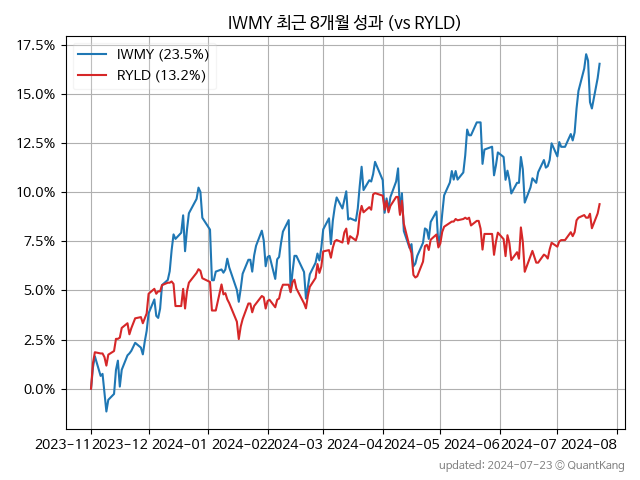 IWMY 최근 8개월 성과 (vs RYLD)
IWMY (23.5%)
RYLD (13.2%)
17.5%
15.0%
12.5%
10.0%
7.5%
5.0%
2.5%
0.0%
2023-11 2023-12 2024-01 2024-02 2024-03 2024-04 2024-05 2024-06 2024-07 2024-08
updated: 2024-07-23 © QuantKang